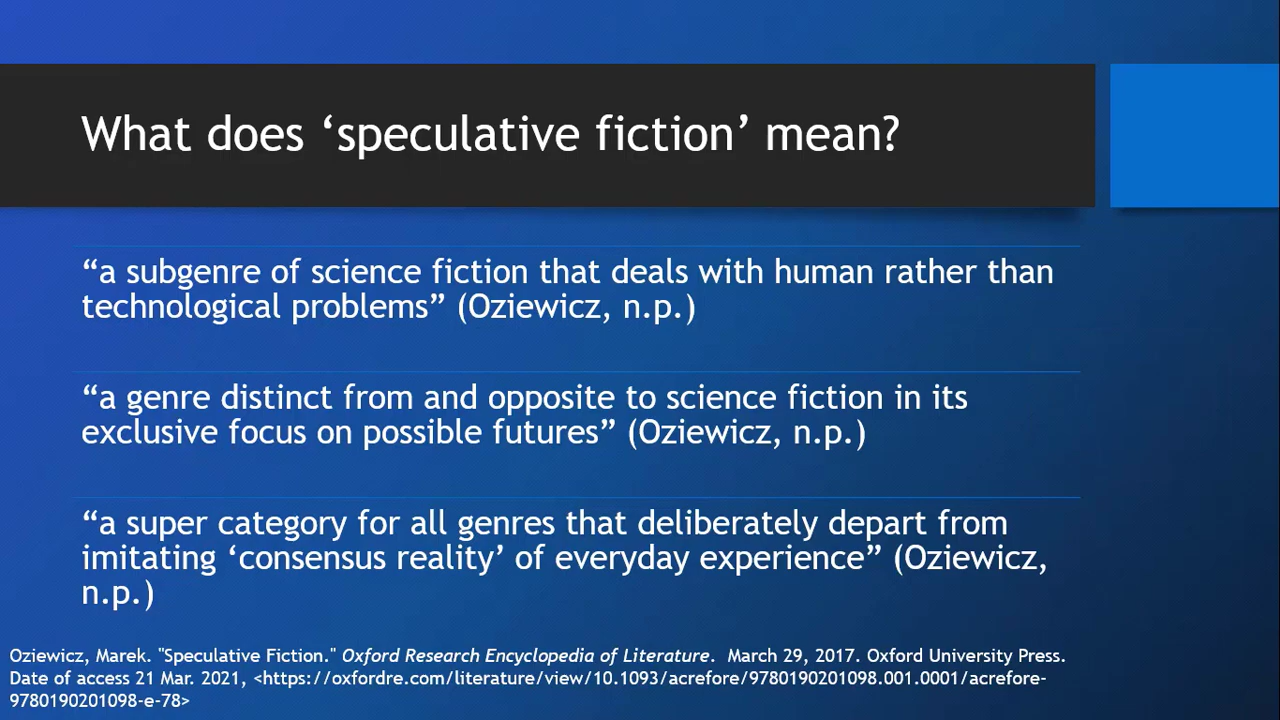 What does ‘speculative fiction’ mean?
“a subgenre of science fiction that deals with human rather than
technological problems” (Oziewicz, n.p.)
“a genre distinct from and opposite to science fiction in its
exclusive focus on possible futures” (Oziewicz, n.p.)
“a super category for all genres that deliberately depart from
imitating ‘consensus reality’ of everyday experience” (Oziewicz,
n.p.)
Oziewicz, Marek. "Speculative Fiction." Oxford Research Encyclopedia of Literature. March 29, 2017. Oxford University Press.
Date of access 21 Mar. 2021, <https://oxfordre.com/literature/view/10.1093/acrefore/9780190201098.001.0001/acrefore-
9780190201098-e-78>